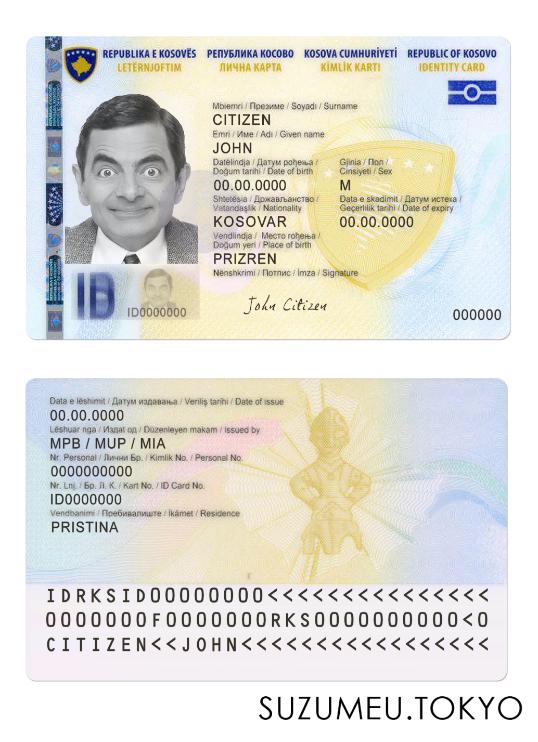 REPUBLIKA E KOSOVËS РЕПУБЛИКА КОСОВО KOSOVA CUMHURİYETİ REPUBLIC OF KOSOVO
LETËRNJOFTIM ЛИЧНА КАРТА KİMLİK KARTI IDENTITY CARD
Mbiemri / Презиме / Soyadı / Surname
CITIZEN
Emri / Име / Adı / Given name
JOHN
Datëlindja / Датум рођења / Gjinia / Пол /
Doğum tarihi / Date of birth Cinsiyeti / Sex
00.00.0000 M
Shtetësia / Држављанство / Data e skadimit / Датум истека /
Vatandaşlık / Nationality Geçerlilik tarihi / Date of expiry
KOSOVAR 00.00.0000
Vendlindja / Место рођења /
Doğum yeri / Place of birth
PRIZREN
Nënshkrimi / Потпис / İmza / Signature
John Citizen
ID ID0000000
000000
Data e lëshimit / Датум издавања / Veriliş tarihi / Date of issue
00.00.0000
Lëshuar nga / Издат од / Düzenleyen makam / Issued by
MPB / MUP / MIA
Nr. Personal / Лични Бр. / Kimlik No. / Personal No.
0000000000
Nr. Lnj. / Бр. Л. К. / Kart No. / ID Card No.
ID0000000
Vendbanimi / Пребивалиште / İkâmet / Residence
PRISTINA
IDRKSID00000000<<<<<<<<<<<<<<<
0000000F0000000RKS0000000000<0
CITIZEN<<JOHN<<<<<<<<<<<<<<<<<
SUZUMEU.TOKYO